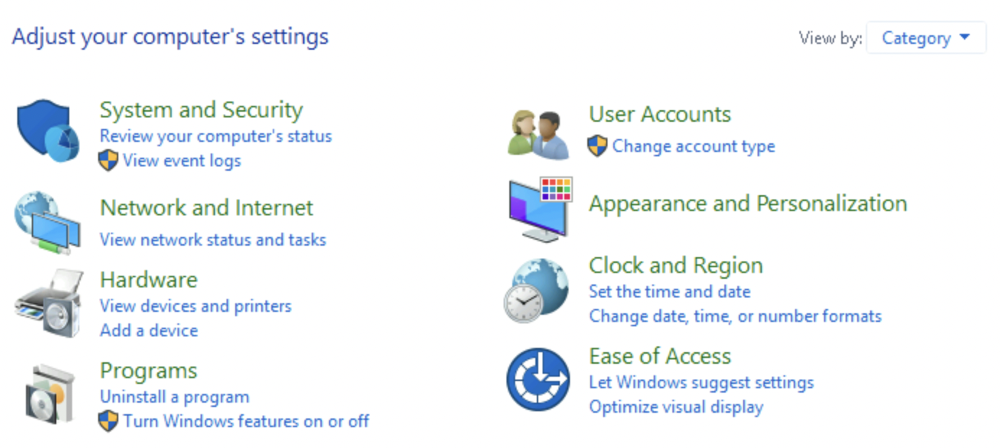 Adjust your computer's settings
View by: Category
System and Security
Review your computer's status
View event logs
Network and Internet
View network status and tasks
Hardware
View devices and printers
Add a device
Programs
Uninstall a program
Turn Windows features on or off
User Accounts
Change account type
Appearance and Personalization
Clock and Region
Set the time and date
Change date, time, or number formats
Ease of Access
Let Windows suggest settings
Optimize visual display